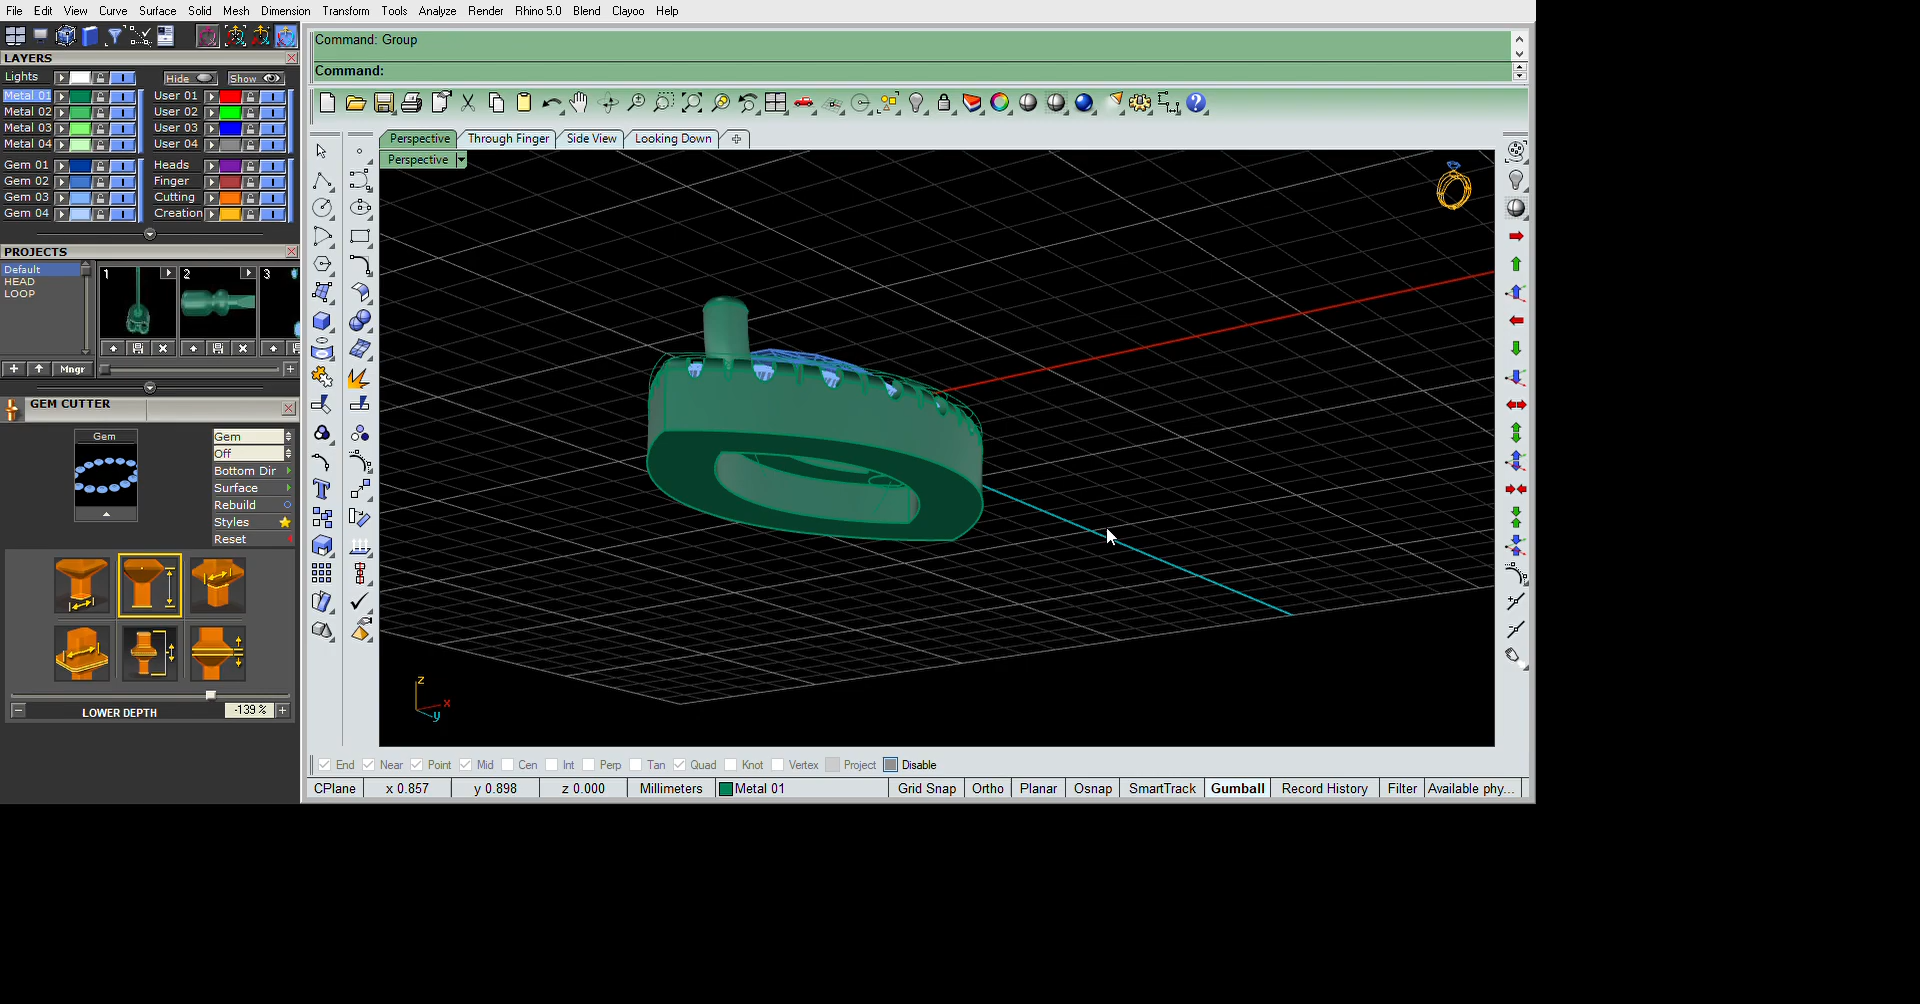 File Edit View Curve Surface Solid Mesh Dimension Transform Tools Analyze Render Rhino 5.0 Blend Clayoo Help
Command: Group
Command:
LAYERS
Lights
Hide Show
Metal 01 User 01
Metal 02 User 02
Metal 03 User 03
Metal 04 User 04
Gem 01 Heads
Gem 02 Finger
Gem 03 Cutting
Gem 04 Creation
PROJECTS
Default
HEAD
LOOP
1 2 3
Mngr
GEM CUTTER
Gem
Gem
Off
Bottom Dir
Surface
Rebuild
Styles
Reset
LOWER DEPTH -139 %
Perspective Through Finger Side View Looking Down
Perspective
z
x
y
End Near Point Mid Cen Int Perp Tan Quad Knot Vertex Project Disable
CPlane x 0.857 y 0.898 z 0.000 Millimeters Metal 01 Grid Snap Ortho Planar Osnap SmartTrack Gumball Record History Filter Available phy...